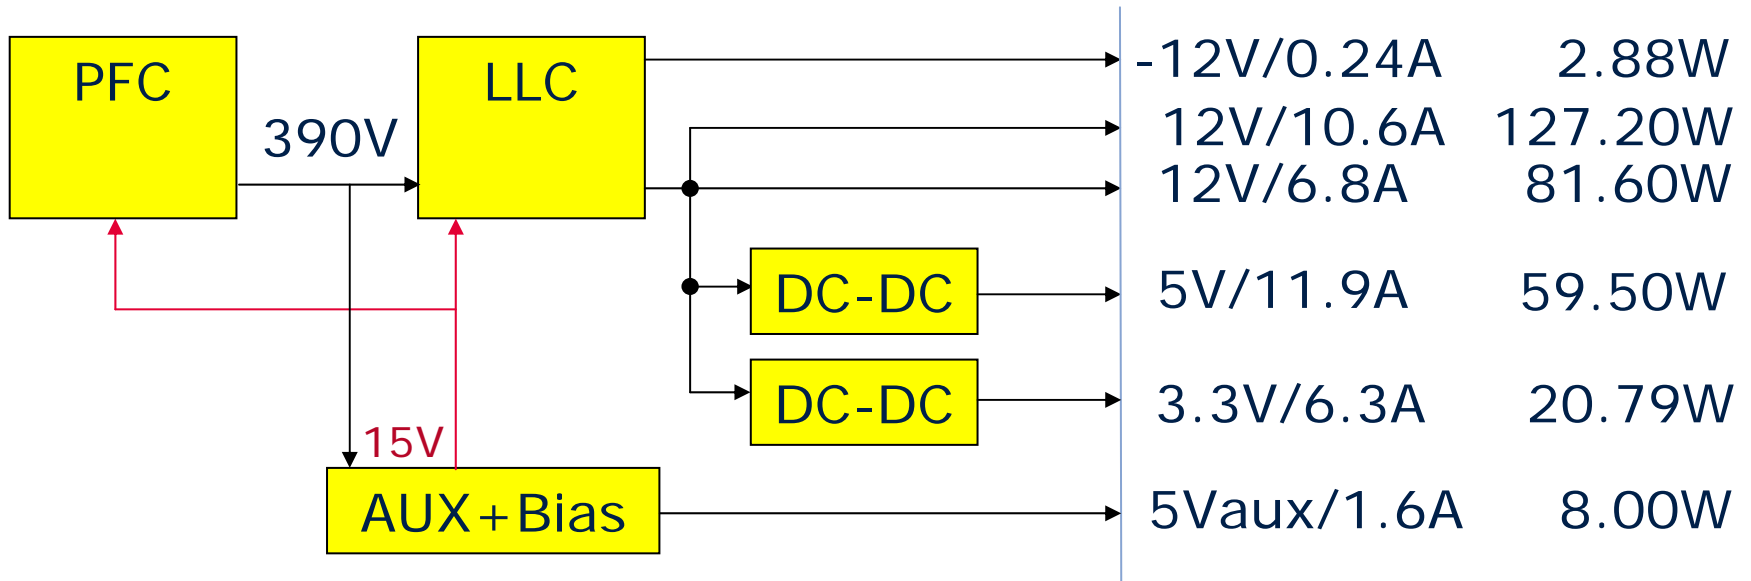 PFC
390V
LLC
-12V/0.24A 2.88W
12V/10.6A 127.20W
12V/6.8A 81.60W
DC-DC
5V/11.9A 59.50W
DC-DC
3.3V/6.3A 20.79W
15V
AUX+Bias
5Vaux/1.6A 8.00W